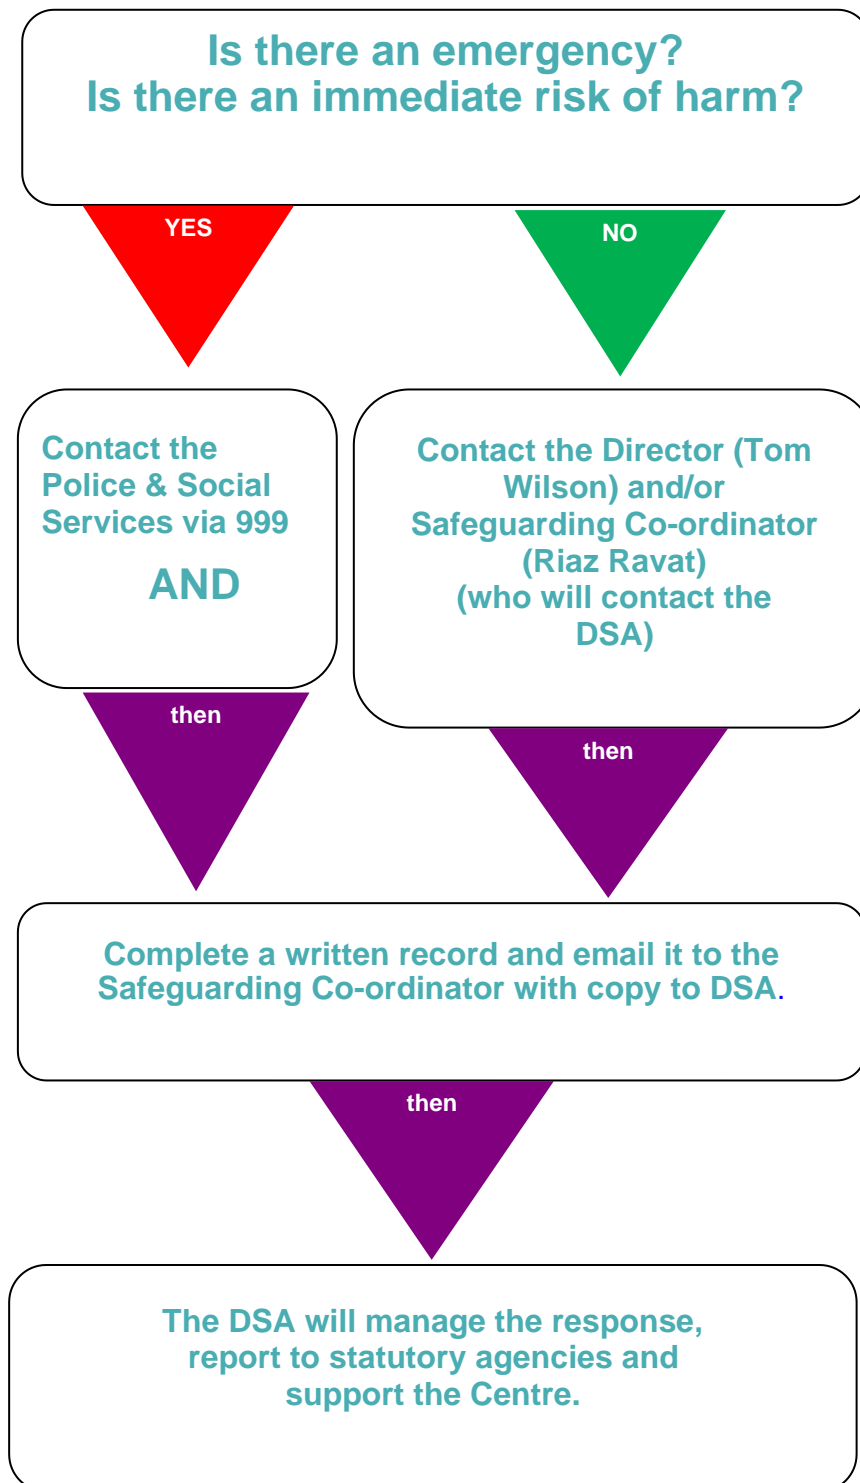 Is there an emergency?
Is there an immediate risk of harm?
YES
NO
Contact the
Police & Social
Services via 999
AND
Contact the Director (Tom
Wilson) and/or
Safeguarding Co-ordinator
(Riaz Ravat)
(who will contact the
DSA)
then
then
Complete a written record and email it to the
Safeguarding Co-ordinator with copy to DSA.
then
The DSA will manage the response,
report to statutory agencies and
support the Centre.